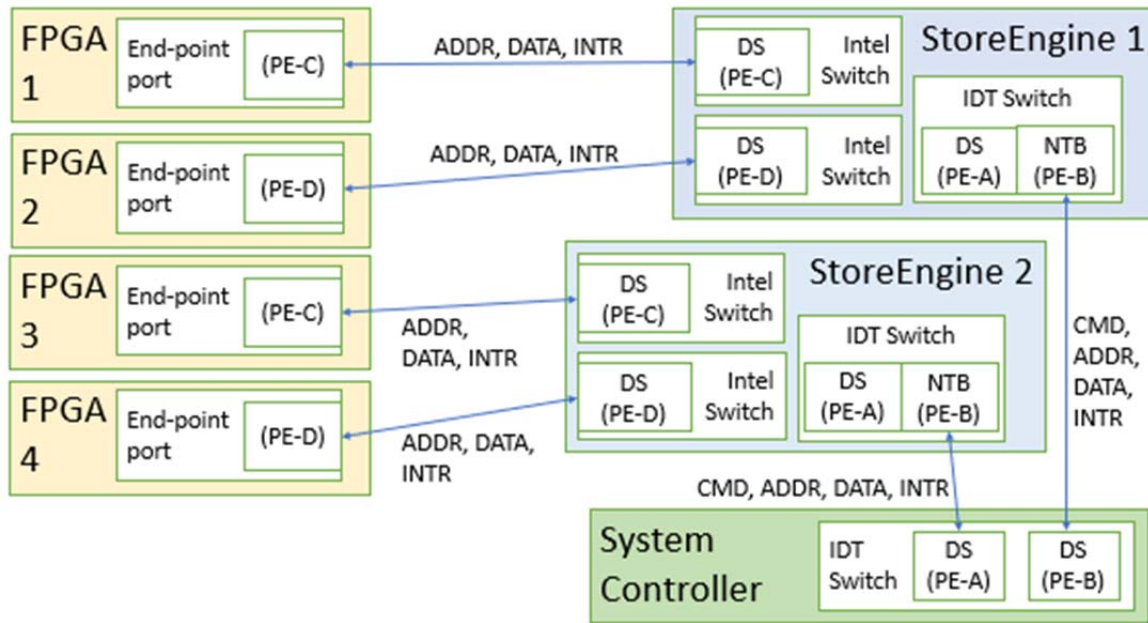 FPGA
1
End-point
port
(PE-C)
ADDR, DATA, INTR
DS
(PE-C)
Intel
Switch
StoreEngine 1
IDT Switch
DS
(PE-A)
NTB
(PE-B)
FPGA
2
End-point
port
(PE-D)
ADDR, DATA, INTR
DS
(PE-D)
Intel
Switch
FPGA
3
End-point
port
(PE-C)
ADDR,
DATA, INTR
DS
(PE-C)
Intel
Switch
StoreEngine 2
IDT Switch
DS
(PE-A)
NTB
(PE-B)
CMD,
ADDR,
DATA,
INTR
FPGA
4
End-point
port
(PE-D)
ADDR, DATA,
INTR
DS
(PE-D)
Intel
Switch
CMD, ADDR, DATA, INTR
System
Controller
IDT
Switch
DS
(PE-A)
DS
(PE-B)